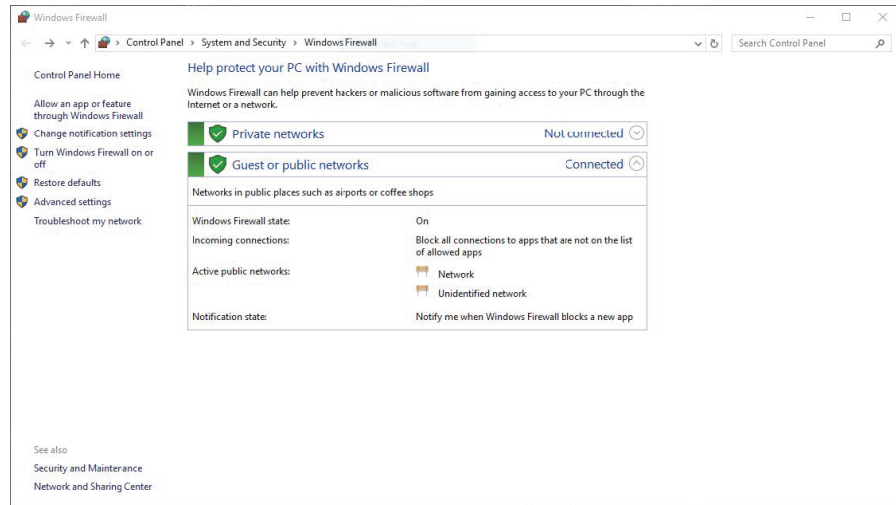 Windows Firewall
Control Panel > System and Security > Windows Firewall
Search Control Panel
Control Panel Home
Allow an app or feature
through Windows Firewall
Change notification settings
Turn Windows Firewall on or
off
Restore defaults
Advanced settings
Troubleshoot my network
See also
Security and Maintenance
Network and Sharing Center
Help protect your PC with Windows Firewall
Windows Firewall can help prevent hackers or malicious software from gaining access to your PC through the
Internet or a network.
Private networks Not connected
Guest or public networks Connected
Networks in public places such as airports or coffee shops
Windows Firewall state: On
Incoming connections: Block all connections to apps that are not on the list
of allowed apps
Active public networks: Network
Unidentified network
Notification state: Notify me when Windows Firewall blocks a new app